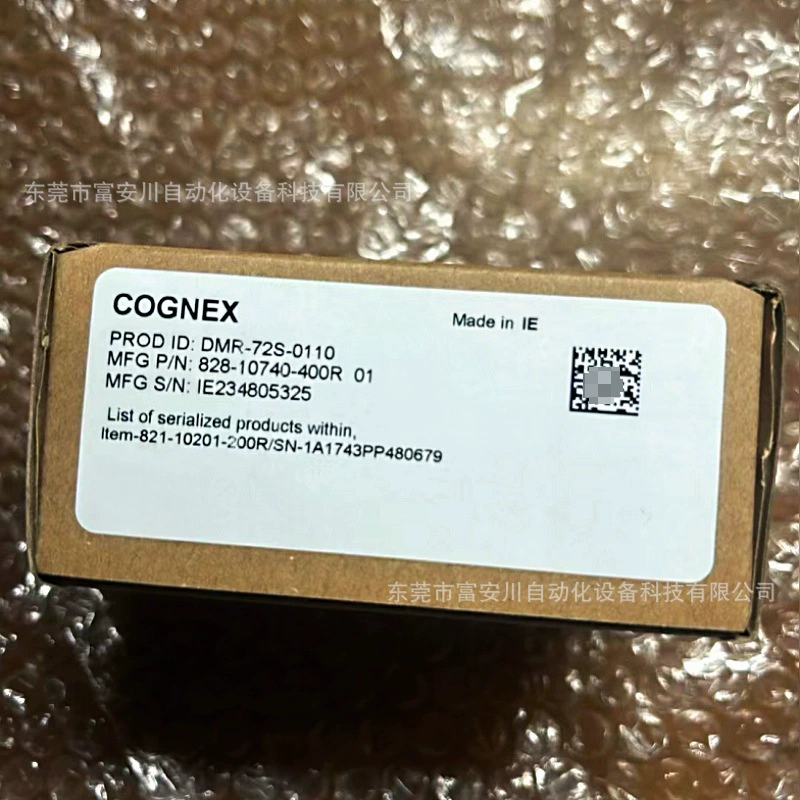 东莞市富安川自动化设备科技有限公司
COGNEX
Made in IE
PROD ID: DMR-72S-0110
MFG P/N: 828-10740-400R 01
MFG S/N: IE234805325
List of serialized products within,
Item-821-10201-200R/SN-1A1743PP480679
东莞市富安川自动化设备科技有限公司